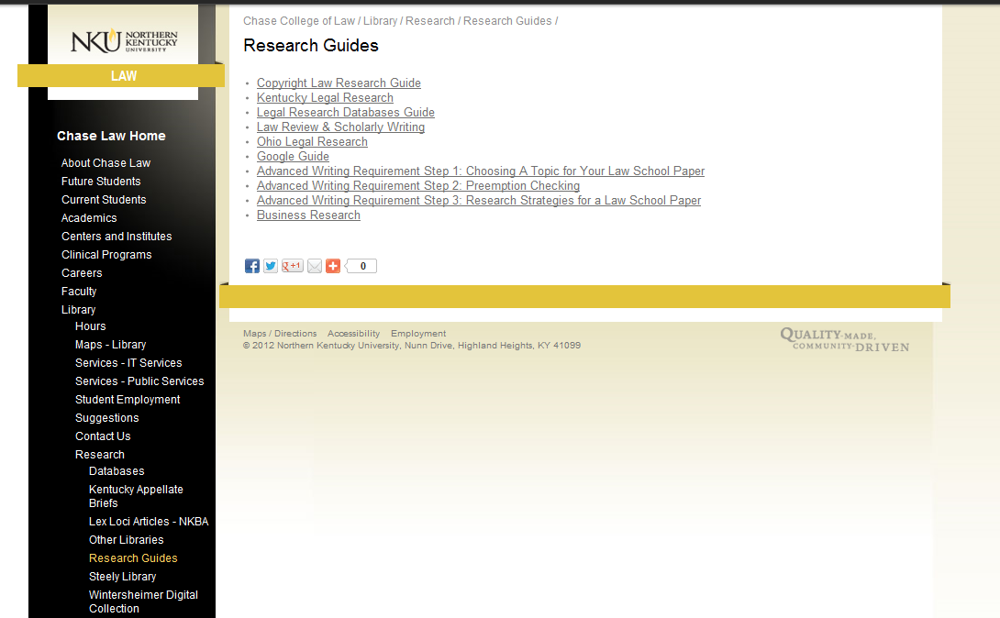 NKU NORTHERN
KENTUCKY
UNIVERSITY
LAW
Chase Law Home
About Chase Law
Future Students
Current Students
Academics
Centers and Institutes
Clinical Programs
Careers
Faculty
Library
Hours
Maps - Library
Services - IT Services
Services - Public Services
Student Employment
Suggestions
Contact Us
Research
Databases
Kentucky Appellate
Briefs
Lex Loci Articles - NKBA
Other Libraries
Research Guides
Steely Library
Wintersheimer Digital
Collection
Chase College of Law / Library / Research / Research Guides /
Research Guides
• Copyright Law Research Guide
• Kentucky Legal Research
• Legal Research Databases Guide
• Law Review & Scholarly Writing
• Ohio Legal Research
• Google Guide
• Advanced Writing Requirement Step 1: Choosing A Topic for Your Law School Paper
• Advanced Writing Requirement Step 2: Preemption Checking
• Advanced Writing Requirement Step 3: Research Strategies for a Law School Paper
• Business Research
g +1 0
Maps / Directions Accessibility Employment
© 2012 Northern Kentucky University, Nunn Drive, Highland Heights, KY 41099
QUALITY-MADE,
COMMUNITY-DRIVEN